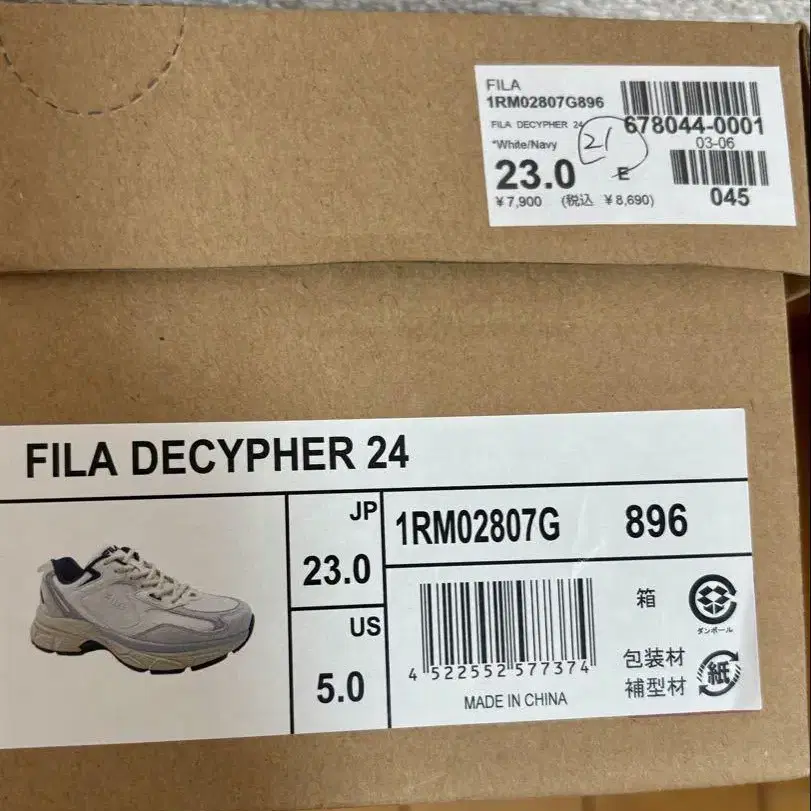 FILA
1RM02807G896
FILA DECYPHER 24
*White/Navy
21
678044-0001
03-06
23.0
E
¥7,900 (税込 ¥8,690)
045
FILA DECYPHER 24
JP
23.0
US
5.0
1RM02807G 896
4 522552 577374
MADE IN CHINA
箱
ダンボール
包装材
補型材
紙